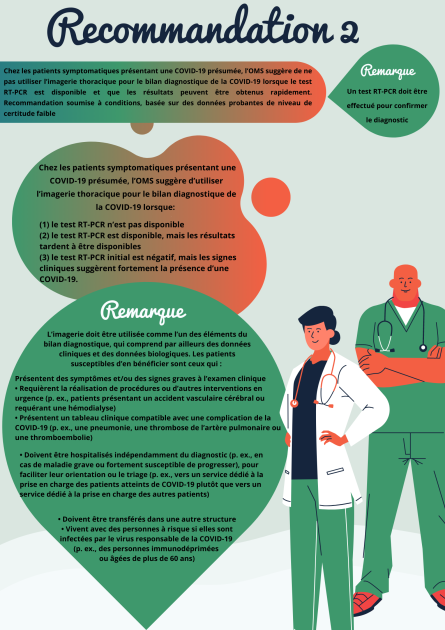 Recommandation 2
Chez les patients symptomatiques présentant une COVID-19 présumée, l'OMS suggère de ne
pas utiliser l'imagerie thoracique pour le bilan diagnostique de la COVID-19 lorsque le test
RT-PCR est disponible et que les résultats peuvent être obtenus rapidement.
Recommandation soumise à conditions, basée sur des données probantes de niveau de
certitude faible
Remarque
Un test RT-PCR doit être
effectué pour confirmer
le diagnostic
Chez les patients symptomatiques présentant une
COVID-19 présumée, l'OMS suggère d'utiliser
l'imagerie thoracique pour le bilan diagnostique de
la COVID-19 lorsque:
(1) le test RT-PCR n'est pas disponible
(2) le test RT-PCR est disponible, mais les résultats
tardent à être disponibles
(3) le test RT-PCR initial est négatif, mais les signes
cliniques suggèrent fortement la présence d'une
COVID-19.
Remarque
L'imagerie doit être utilisée comme l'un des éléments du
bilan diagnostique, qui comprend par ailleurs des données
cliniques et des données biologiques. Les patients
susceptibles d'en bénéficier sont ceux qui :
Présentent des symptômes et/ou des signes graves à l'examen clinique
• Requièrent la réalisation de procédures ou d'autres interventions en
urgence (p. ex., patients présentant un accident vasculaire cérébral ou
requérant une hémodialyse)
• Présentent un tableau clinique compatible avec une complication de la
COVID-19 (p. ex., une pneumonie, une thrombose de l'artère pulmonaire ou
une thromboembolie)
• Doivent être hospitalisés indépendamment du diagnostic (p. ex., en
cas de maladie grave ou fortement susceptible de progresser), pour
faciliter leur orientation ou le triage (p. ex., vers un service dédié à la
prise en charge des patients atteints de COVID-19 plutôt que vers un
service dédié à la prise en charge des autres patients)
• Doivent être transférés dans une autre structure
• Vivent avec des personnes à risque si elles sont
infectées par le virus responsable de la COVID-19
(p. ex., des personnes immunodéprimées
ou âgées de plus de 60 ans)